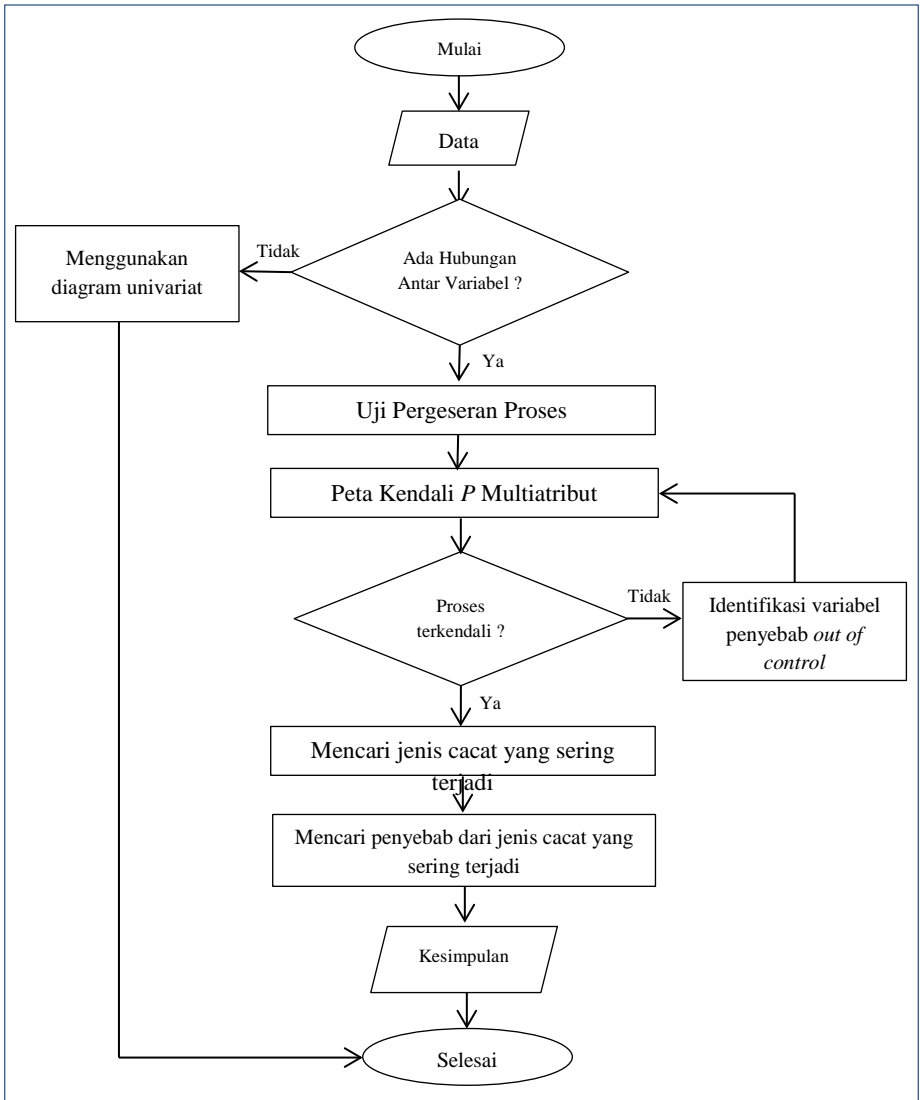 Mulai
Data
Ada Hubungan
Antar Variabel ?
Tidak
Menggunakan
diagram univariat
Ya
Uji Pergeseran Proses
Peta Kendali P Multiatribut
Proses
terkendali ?
Tidak
Identifikasi variabel
penyebab out of
control
Ya
Mencari jenis cacat yang sering
terjadi
Mencari penyebab dari jenis cacat yang
sering terjadi
Kesimpulan
Selesai